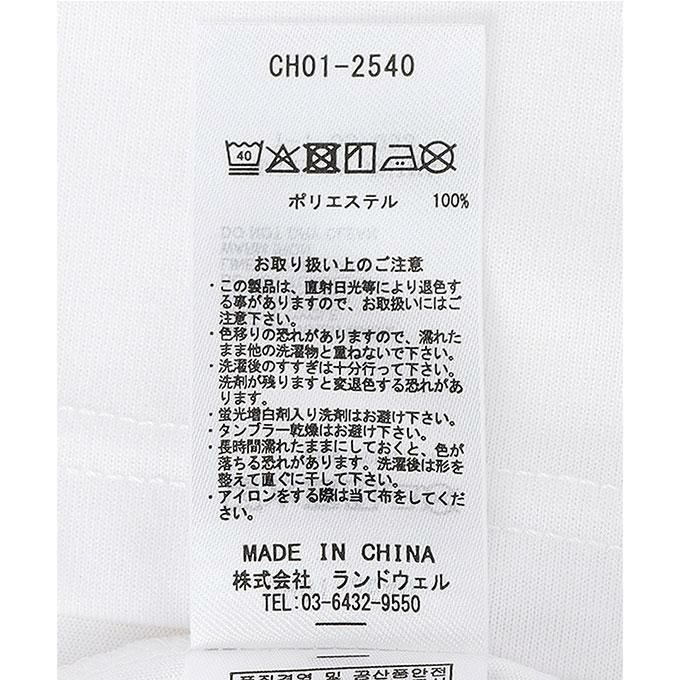 CH01-2540
40
ポリエステル 100%
お取り扱い上のご注意
・この製品は、直射日光等により退色す
る事がありますので、お取扱いにはご
注意下さい。
・色移りの恐れがありますので、濡れた
まま他の洗濯物と重ねないで下さい。
・洗濯後のすすぎは十分行って下さい。
洗剤が残りますと変退色する恐れがあ
ります。
・蛍光増白剤入り洗剤はお避け下さい。
・タンブラー乾燥はお避け下さい。
・長時間濡れたままにしておくと、色が
落ちる恐れがあります。洗濯後は形を
整えて直ぐに干して下さい。
・アイロンをする際は当て布をしてくだ
さい。
MADE IN CHINA
株式会社 ランドウェル
TEL:03-6432-9550
품질경영 및 공산품안전